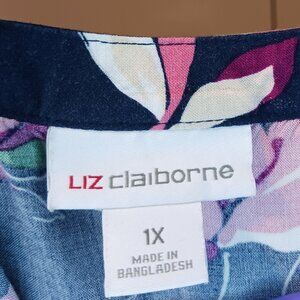 LIZ claiborne
1X
MADE IN
BANGLADESH